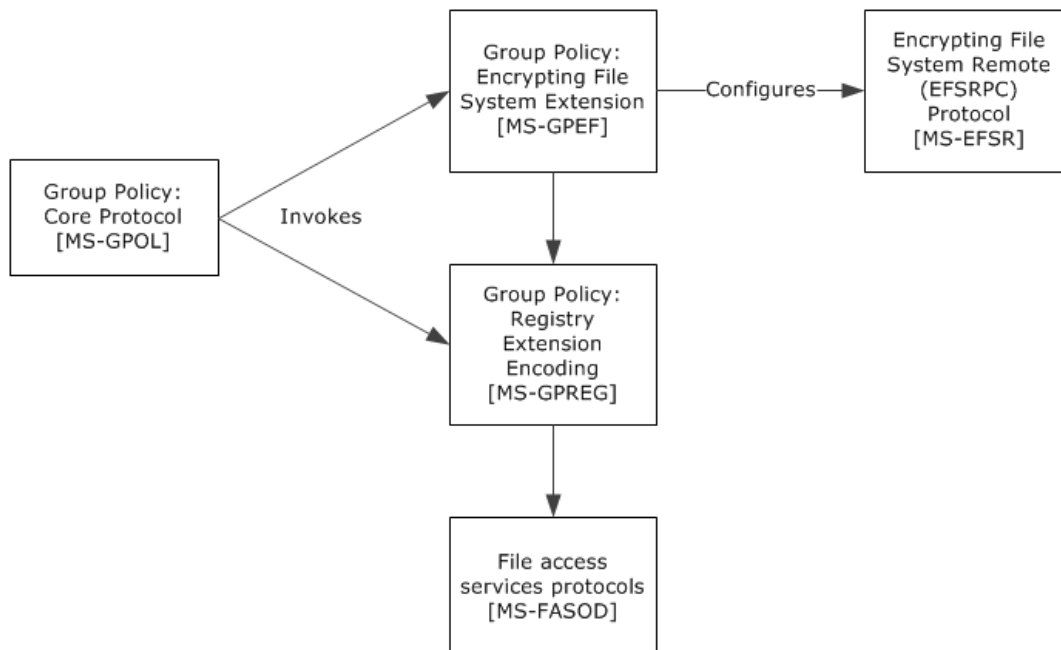 Group Policy:
Encrypting File
System Extension
[MS-GPEF]
Configures
Encrypting File
System Remote
(EFSRPC)
Protocol
[MS-EFSR]
Group Policy:
Core Protocol
[MS-GPOL]
Invokes
Group Policy:
Registry
Extension
Encoding
[MS-GPREG]
File access
services protocols
[MS-FASOD]